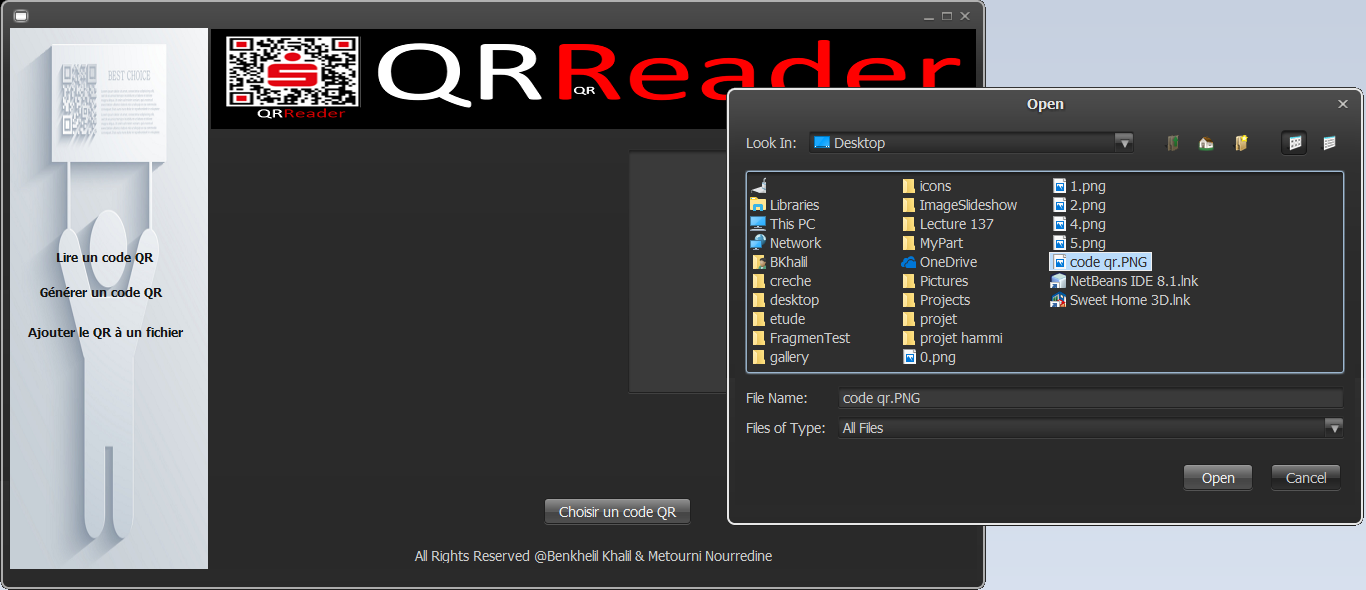 BEST CHOICE
QRReader
QR
QRReader
Lire un code QR
Générer un code QR
Ajouter le QR à un fichier
Choisir un code QR
All Rights Reserved @Benkhelil Khalil & Metourni Nourredine
Open
Look In: Desktop
Libraries
This PC
Network
BKhalil
creche
desktop
etude
FragmenTest
gallery
icons
ImageSlideshow
Lecture 137
MyPart
OneDrive
Pictures
Projects
projet
projet hammi
0.png
1.png
2.png
4.png
5.png
code qr.PNG
NetBeans IDE 8.1.lnk
Sweet Home 3D.lnk
File Name: code qr.PNG
Files of Type: All Files
Open Cancel